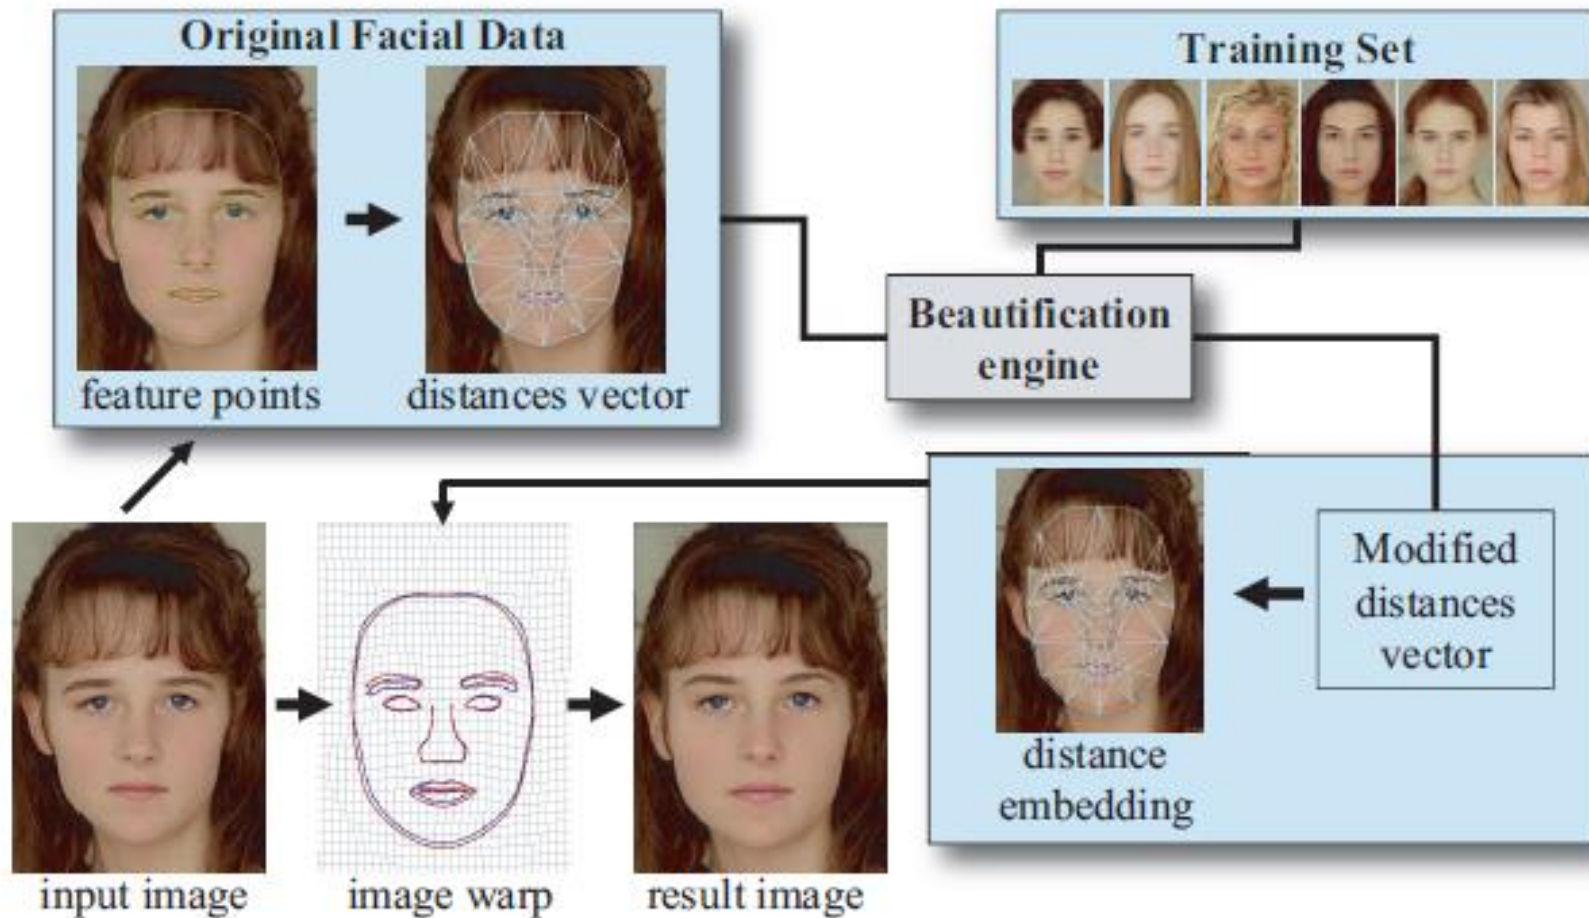 Original Facial Data
feature points
distances vector
Training Set
Beautification
engine
Modified
distances
vector
distance
embedding
input image
image warp
result image